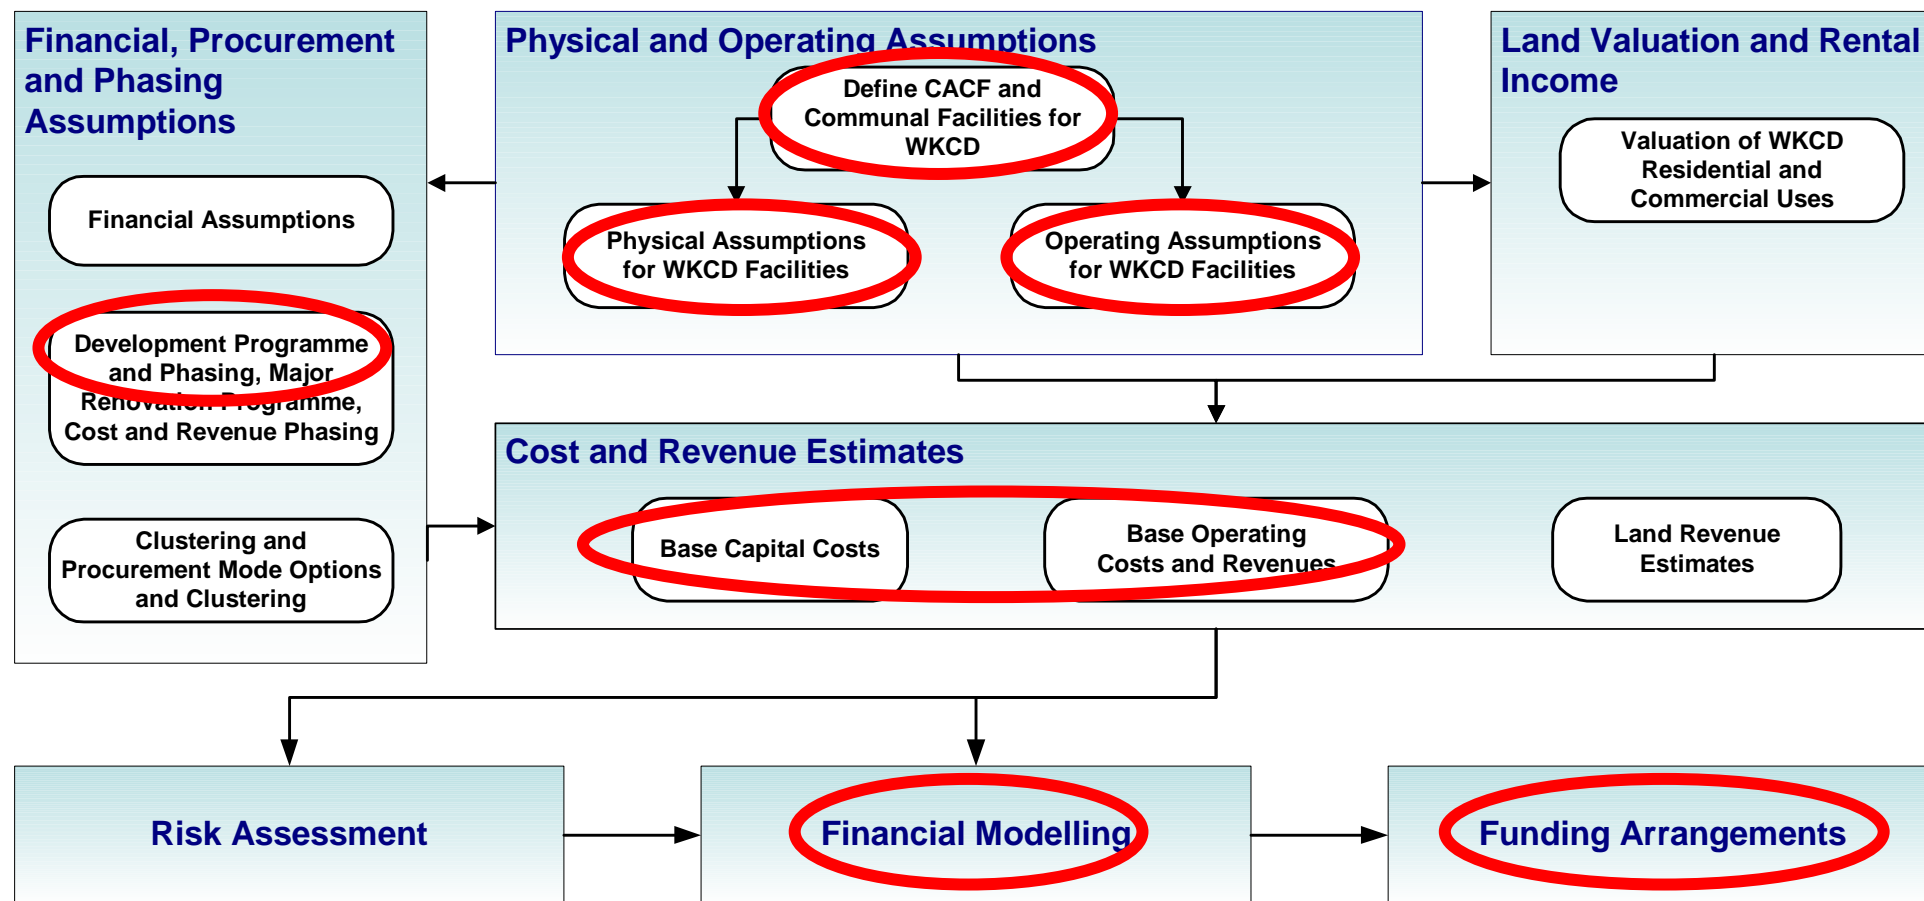 Financial, Procurement
and Phasing
Assumptions
Financial Assumptions
Development Programme
and Phasing, Major
Renovation Programme,
Cost and Revenue Phasing
Clustering and
Procurement Mode Options
and Clustering
Physical and Operating Assumptions
Define CACF and
Communal Facilities for
WKCD
Physical Assumptions
for WKCD Facilities
Operating Assumptions
for WKCD Facilities
Land Valuation and Rental
Income
Valuation of WKCD
Residential and
Commercial Uses
Cost and Revenue Estimates
Base Capital Costs
Base Operating
Costs and Revenues
Land Revenue
Estimates
Risk Assessment
Financial Modelling
Funding Arrangements